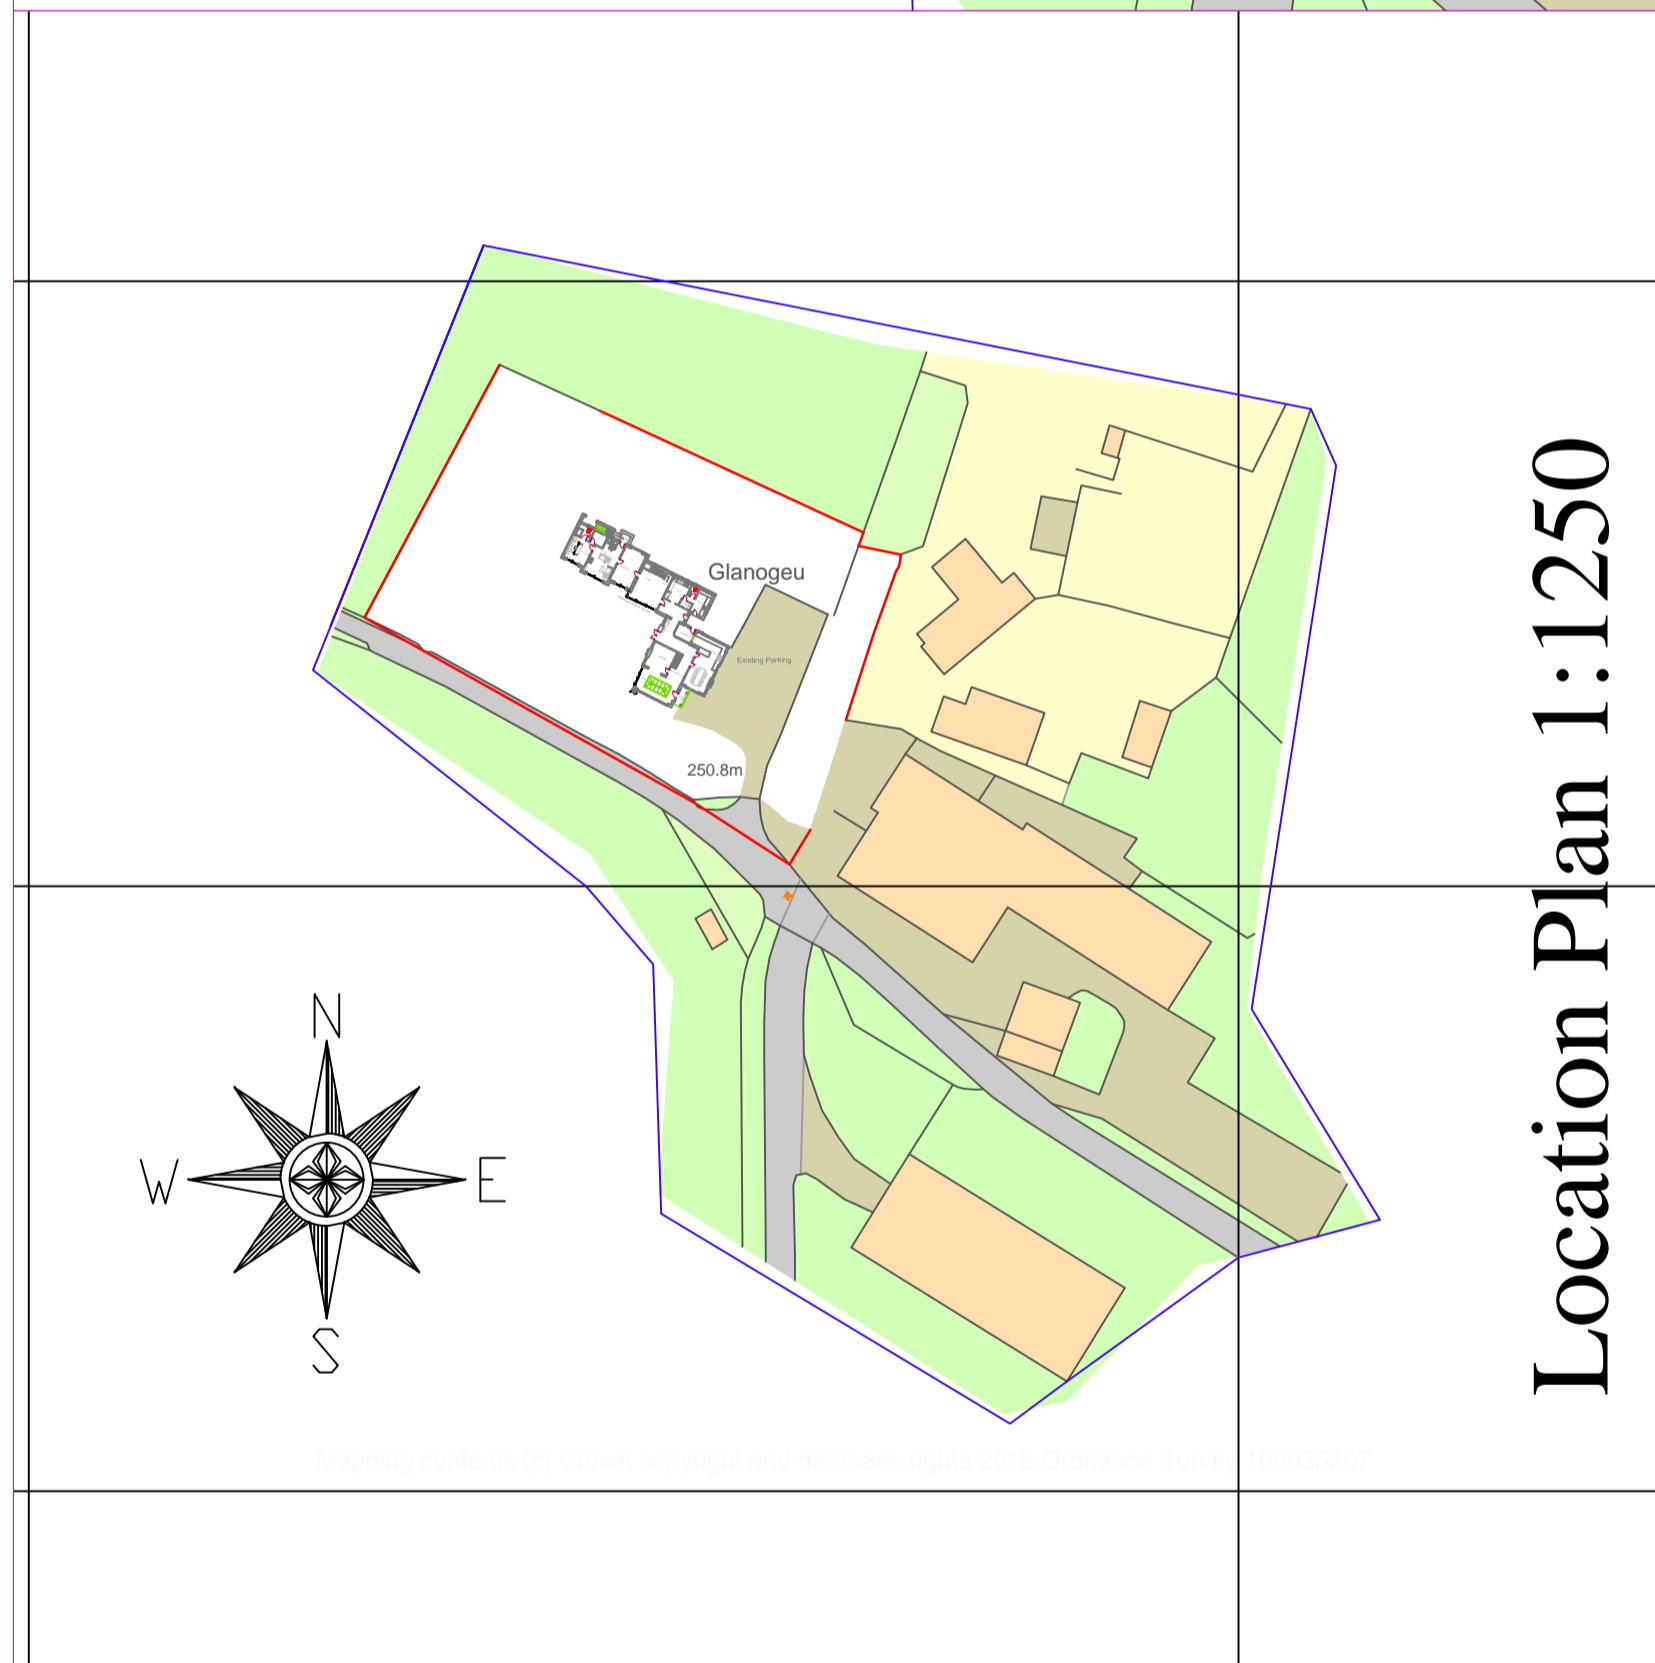 Glanogeu
Existing Parking
250.8m
N
W
E
S
Location Plan 1:1250
Mapping contents (c) Crown copyright and database rights 2018 Ordnance Survey 100035207